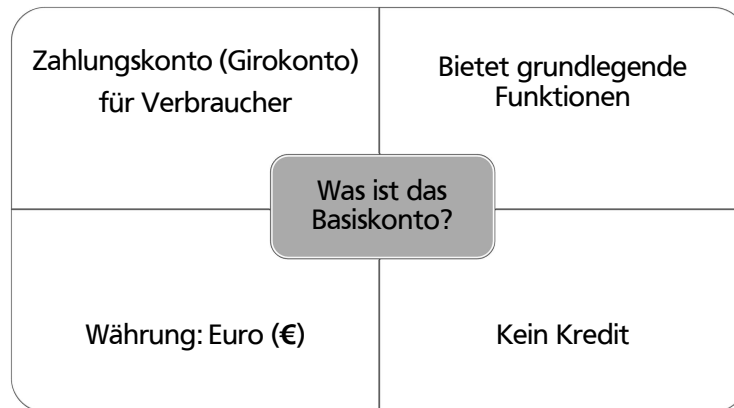 Zahlungskonto (Girokonto)
für Verbraucher
Bietet grundlegende
Funktionen
Was ist das
Basiskonto?
Währung: Euro (€)
Kein Kredit